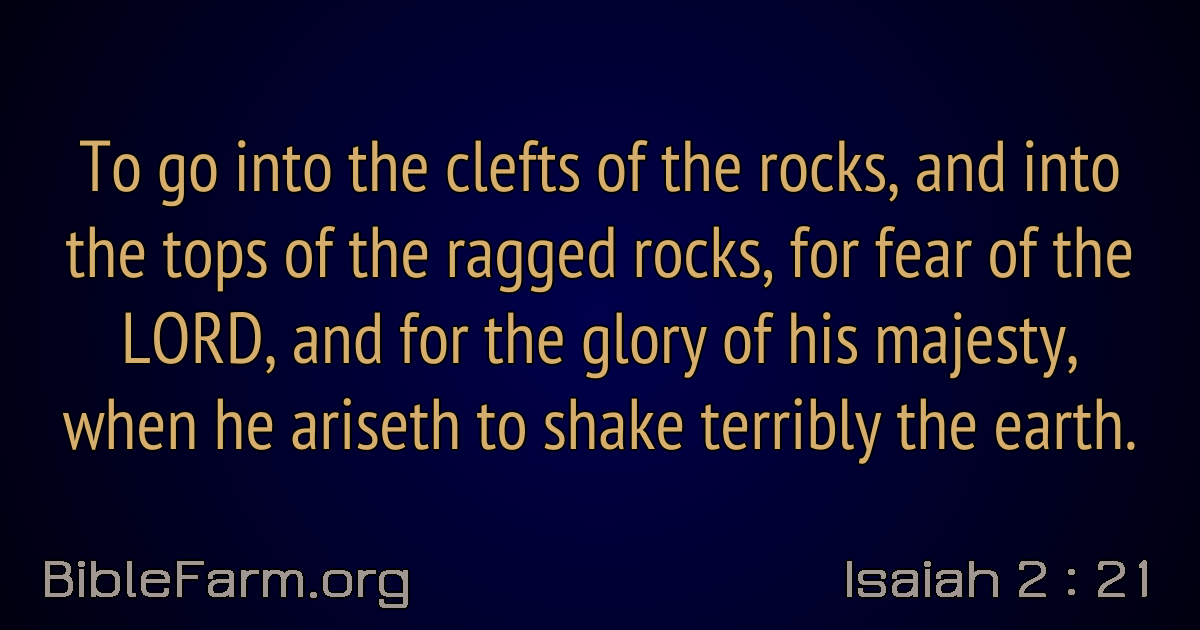 To go into the clefts of the rocks, and into
the tops of the ragged rocks, for fear of the
LORD, and for the glory of his majesty,
when he ariseth to shake terribly the earth.
BibleFarm.org
Isaiah 2 : 21